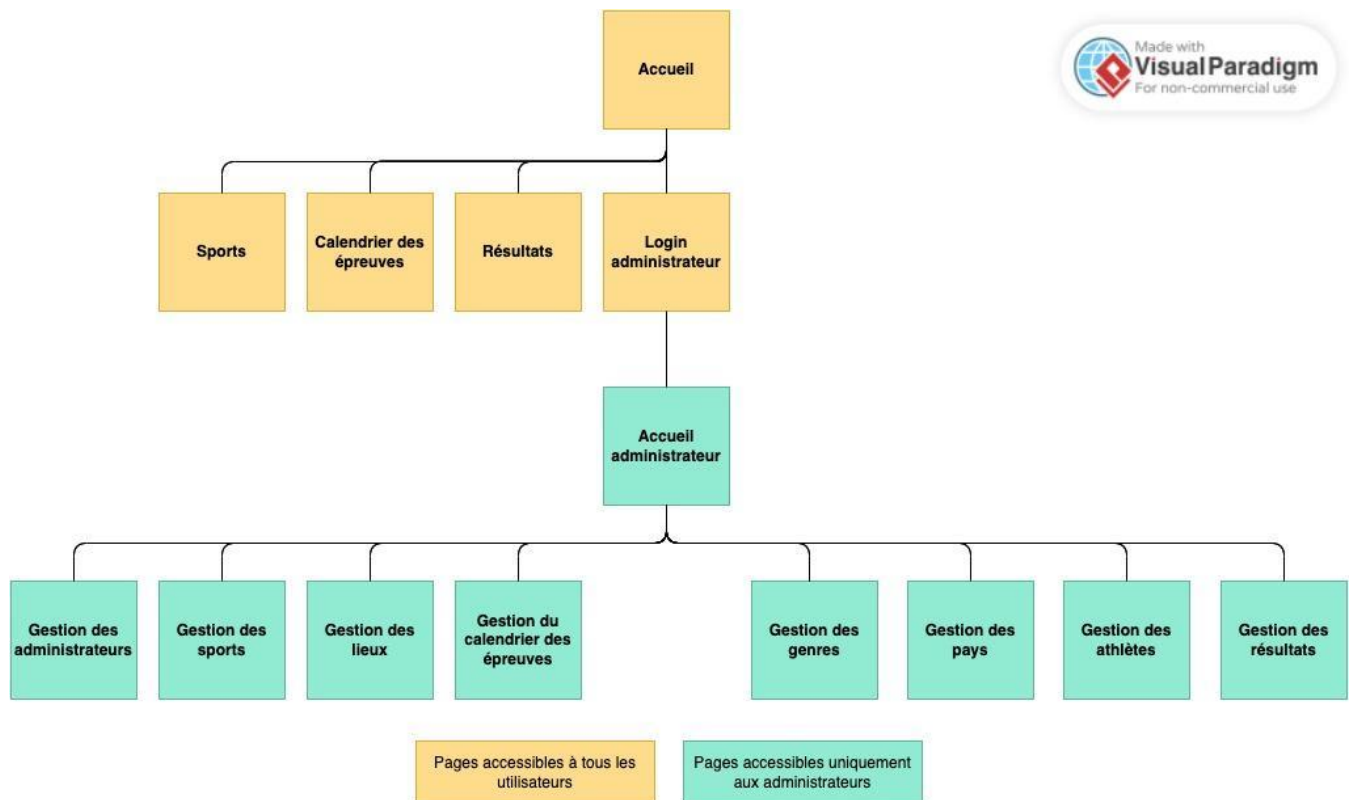 Accueil
Made with
Visual Paradigm
For non-commercial use
Sports
Calendrier des
épreuves
Résultats
Login
administrateur
Accueil
administrateur
Gestion des
administrateurs
Gestion des
sports
Gestion des
lieux
Gestion du
calendrier des
épreuves
Gestion des
genres
Gestion des
pays
Gestion des
athlètes
Gestion des
résultats
Pages accessibles à tous les
utilisateurs
Pages accessibles uniquement
aux administrateurs